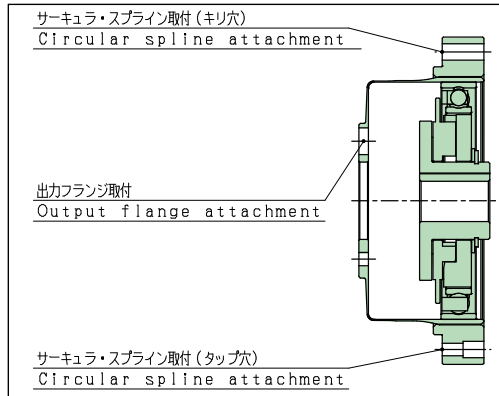 サーキュラ・スプライン取付(キリ穴)
Circular spline attachment
出力フランジ取付
Output flange attachment
サーキュラ・スプライン取付(タップ穴)
Circular spline attachment